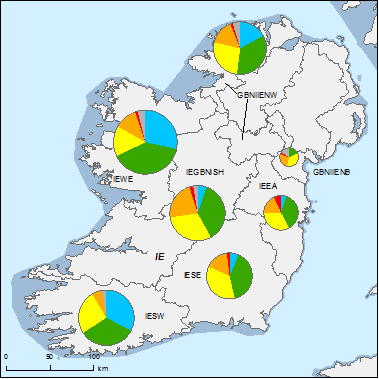 GBNIIENW
IEWE
IEGBNISH
GBNIIENB
IEEA
IE
IESE
IESW
0 50 100
km